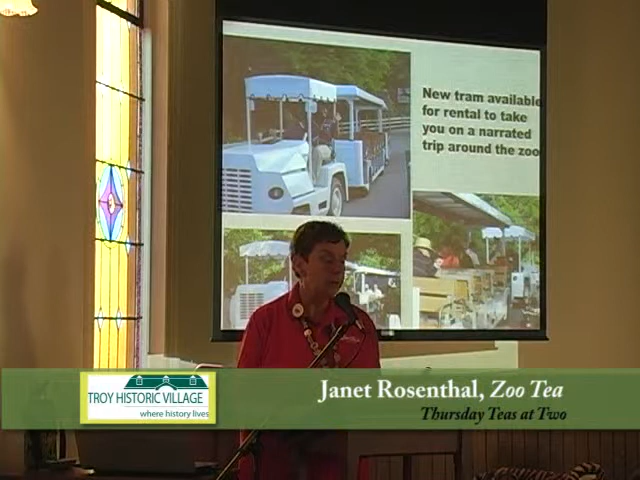 New tram available
for rental to take
you on a narrated
trip around the zoo
TROY HISTORIC VILLAGE
where history lives
Janet Rosenthal, Zoo Tea
Thursday Teas at Two